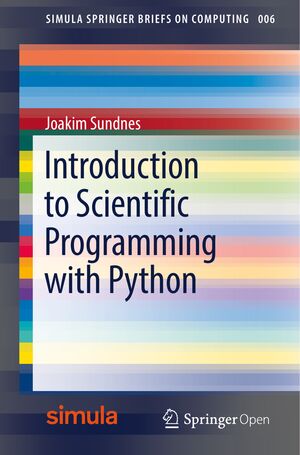 SIMULA SPRINGER BRIEFS ON COMPUTING 006
Joakim Sundnes
Introduction
to Scientific
Programming
with Python
simula
Springer Open